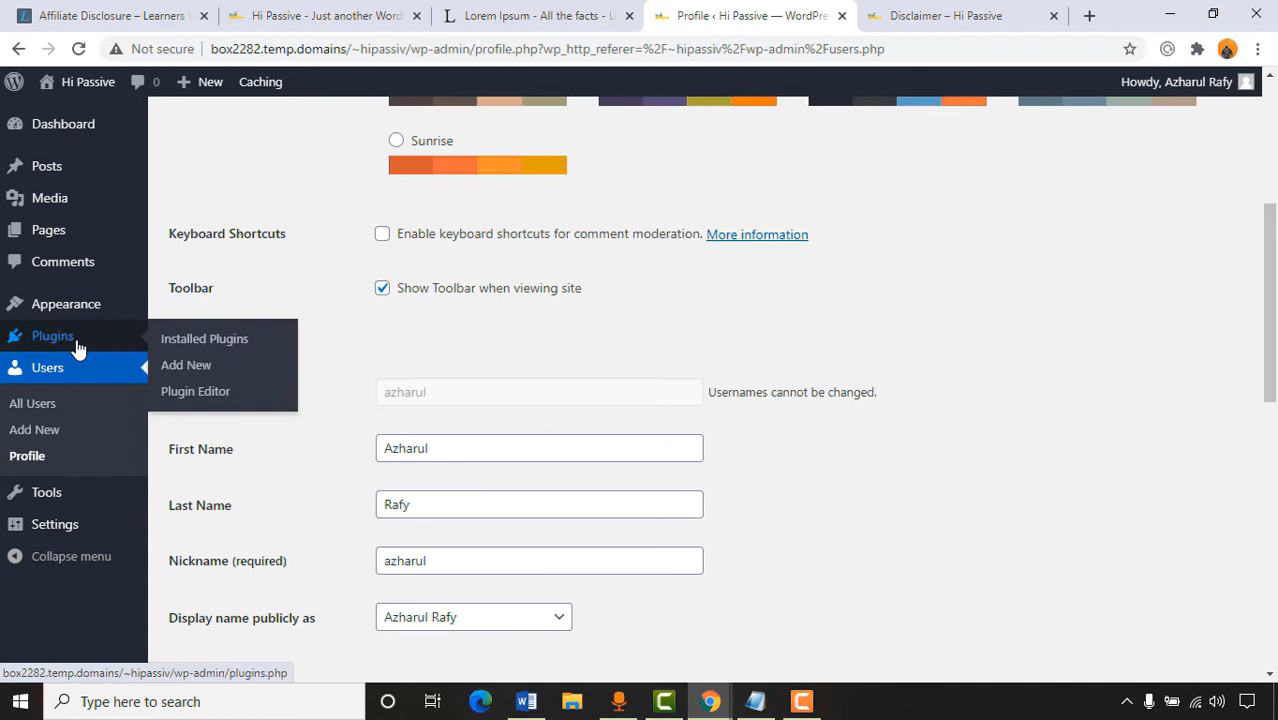 Affiliate Disclosure – Learners
Hi Passive - Just another WORD
Lorem Ipsum - All the facts - L
Profile ‹ Hi Passive — WordPre
Disclaimer – Hi Passive
Not secure
box2282.temp.domains/~hipassiv/wp-admin/profile.php?wp_http_referer=%2F~hipassiv%2Fwp-admin%2Fusers.php
Hi Passive
0
New
Caching
Howdy, Azharul Rafy
Dashboard
Posts
Media
Pages
Comments
Appearance
Plugins
Users
All Users
Add New
Profile
Tools
Settings
Collapse menu
Installed Plugins
Add New
Plugin Editor
Sunrise
Keyboard Shortcuts
Enable keyboard shortcuts for comment moderation. More information
Toolbar
Show Toolbar when viewing site
azharul
Usernames cannot be changed.
First Name
Azharul
Last Name
Rafy
Nickname (required)
azharul
Display name publicly as
Azharul Rafy
box2282.temp.domains/~hipassiv/wp-admin/plugins.php
Type here to search